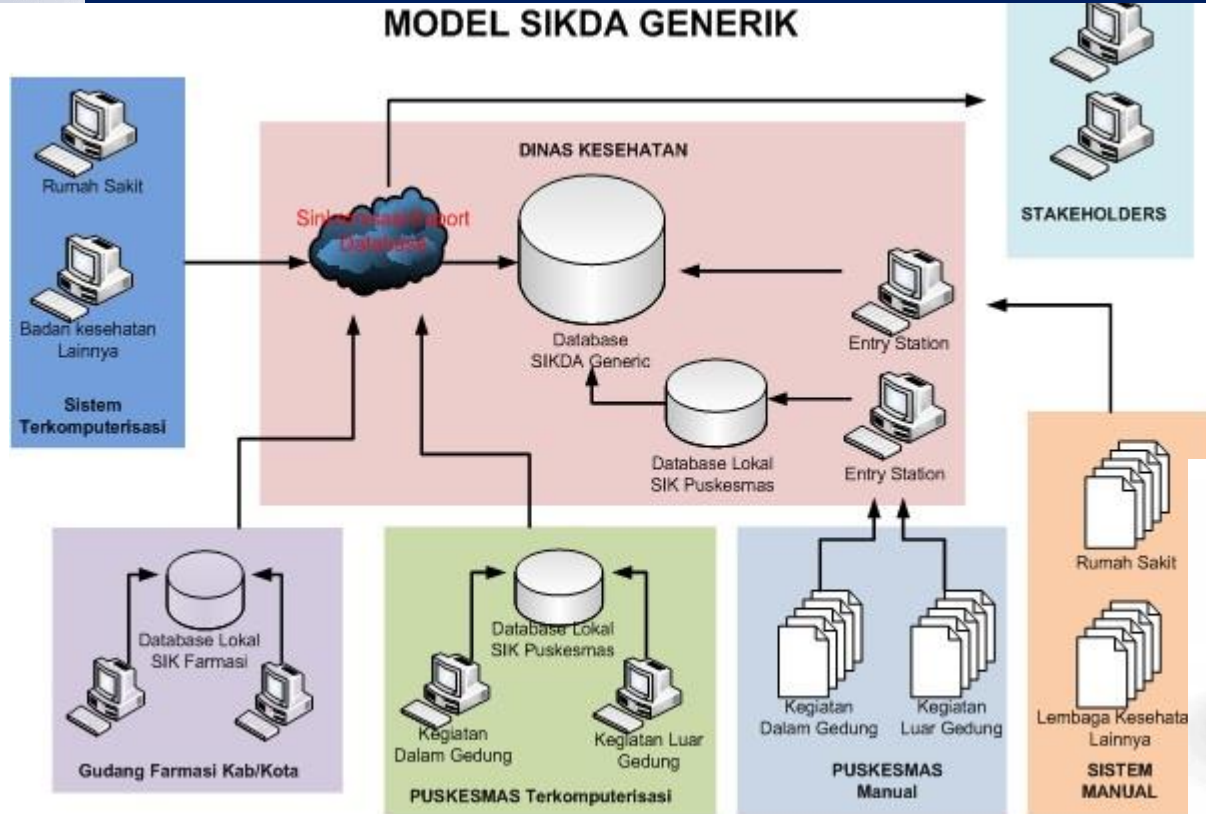 MODEL SIKDA GENERIK
Rumah Sakit
Badan kesehatan
Lainnya
Sistem
Terkomputerisasi
DINAS KESEHATAN
Database
Database
SIKDA Generic
Entry Station
Database Lokal
SIK Puskesmas
Entry Station
STAKEHOLDERS
Database Lokal
SIK Farmasi
Gudang Farmasi Kab/Kota
Database Lokal
SIK Puskesmas
Kegiatan
Dalam Gedung
Kegiatan Luar
Gedung
PUSKESMAS Terkomputerisasi
Kegiatan
Dalam Gedung
Kegiatan
Luar Gedung
PUSKESMAS
Manual
Rumah Sakit
Lembaga Kesehata
Lainnya
SISTEM
MANUAL